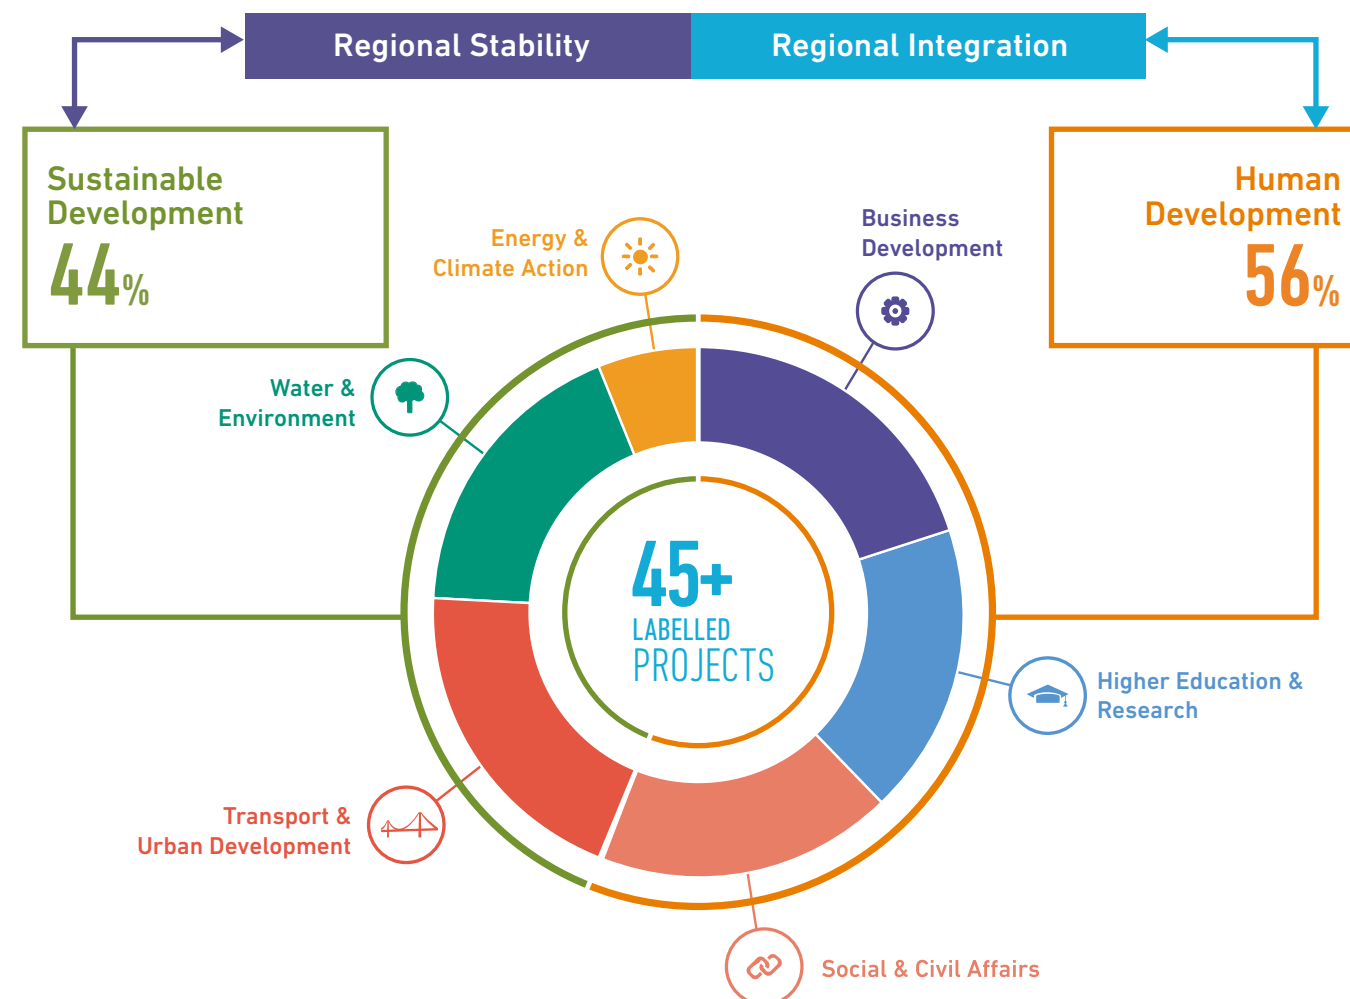 Regional Stability
Regional Integration
Sustainable
Development
44%
Human
Development
56%
Energy &
Climate Action
Business
Development
Water &
Environment
45+
LABELLED
PROJECTS
Higher Education &
Research
Transport &
Urban Development
Social & Civil Affairs